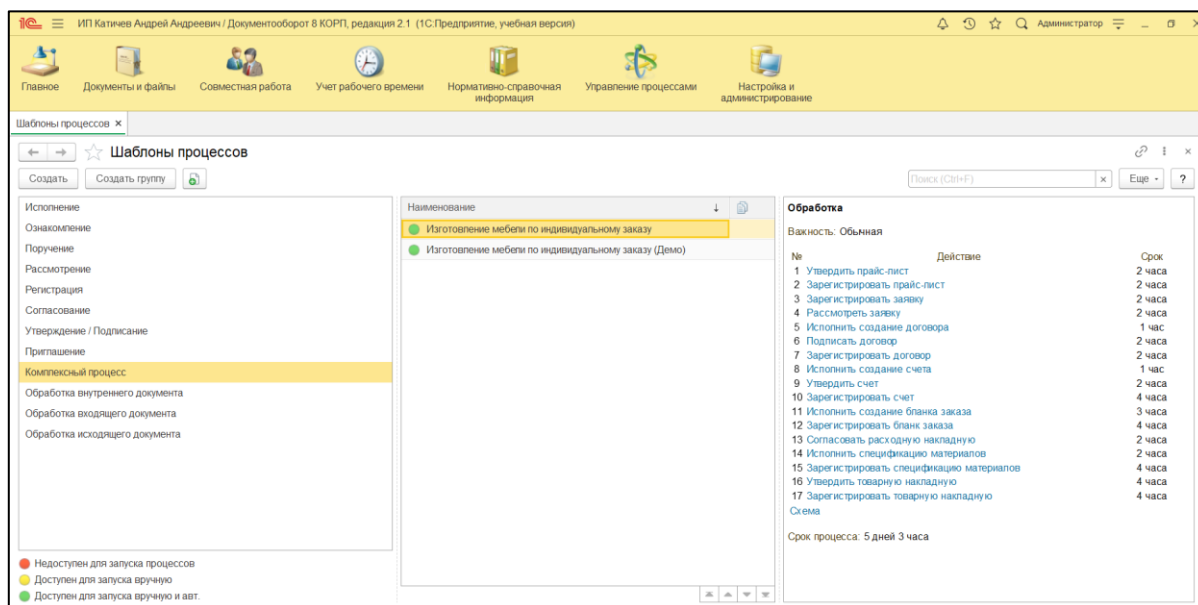 1С ИП Катичев Андрей Андреевич / Документооборот 8 КОРП, редакция 2.1 (1С:Предприятие, учебная версия) Администратор
Главное
Документы и файлы
Совместная работа
Учет рабочего времени
Нормативно-справочная
информация
Управление процессами
Настройка и
администрирование
Шаблоны процессов ×
Шаблоны процессов
Создать Создать группу Поиск (Ctrl+F) × Еще ?
Исполнение
Ознакомление
Поручение
Рассмотрение
Регистрация
Согласование
Утверждение / Подписание
Приглашение
Комплексный процесс
Обработка внутреннего документа
Обработка входящего документа
Обработка исходящего документа
Недоступен для запуска процессов
Доступен для запуска вручную
Доступен для запуска вручную и авт.
Наименование ↓
Изготовление мебели по индивидуальному заказу
Изготовление мебели по индивидуальному заказу (Демо)
Обработка
Важность: Обычная
№ Действие Срок
1 Утвердить прайс-лист 2 часа
2 Зарегистрировать прайс-лист 2 часа
3 Зарегистрировать заявку 2 часа
4 Рассмотреть заявку 2 часа
5 Исполнить создание договора 1 час
6 Подписать договор 2 часа
7 Зарегистрировать договор 2 часа
8 Исполнить создание счета 1 час
9 Утвердить счет 2 часа
10 Зарегистрировать счет 4 часа
11 Исполнить создание бланка заказа 3 часа
12 Зарегистрировать бланк заказа 4 часа
13 Согласовать расходную накладную 2 часа
14 Исполнить спецификацию материалов 2 часа
15 Зарегистрировать спецификацию материалов 4 часа
16 Утвердить товарную накладную 4 часа
17 Зарегистрировать товарную накладную 4 часа
Схема
Срок процесса: 5 дней 3 часа